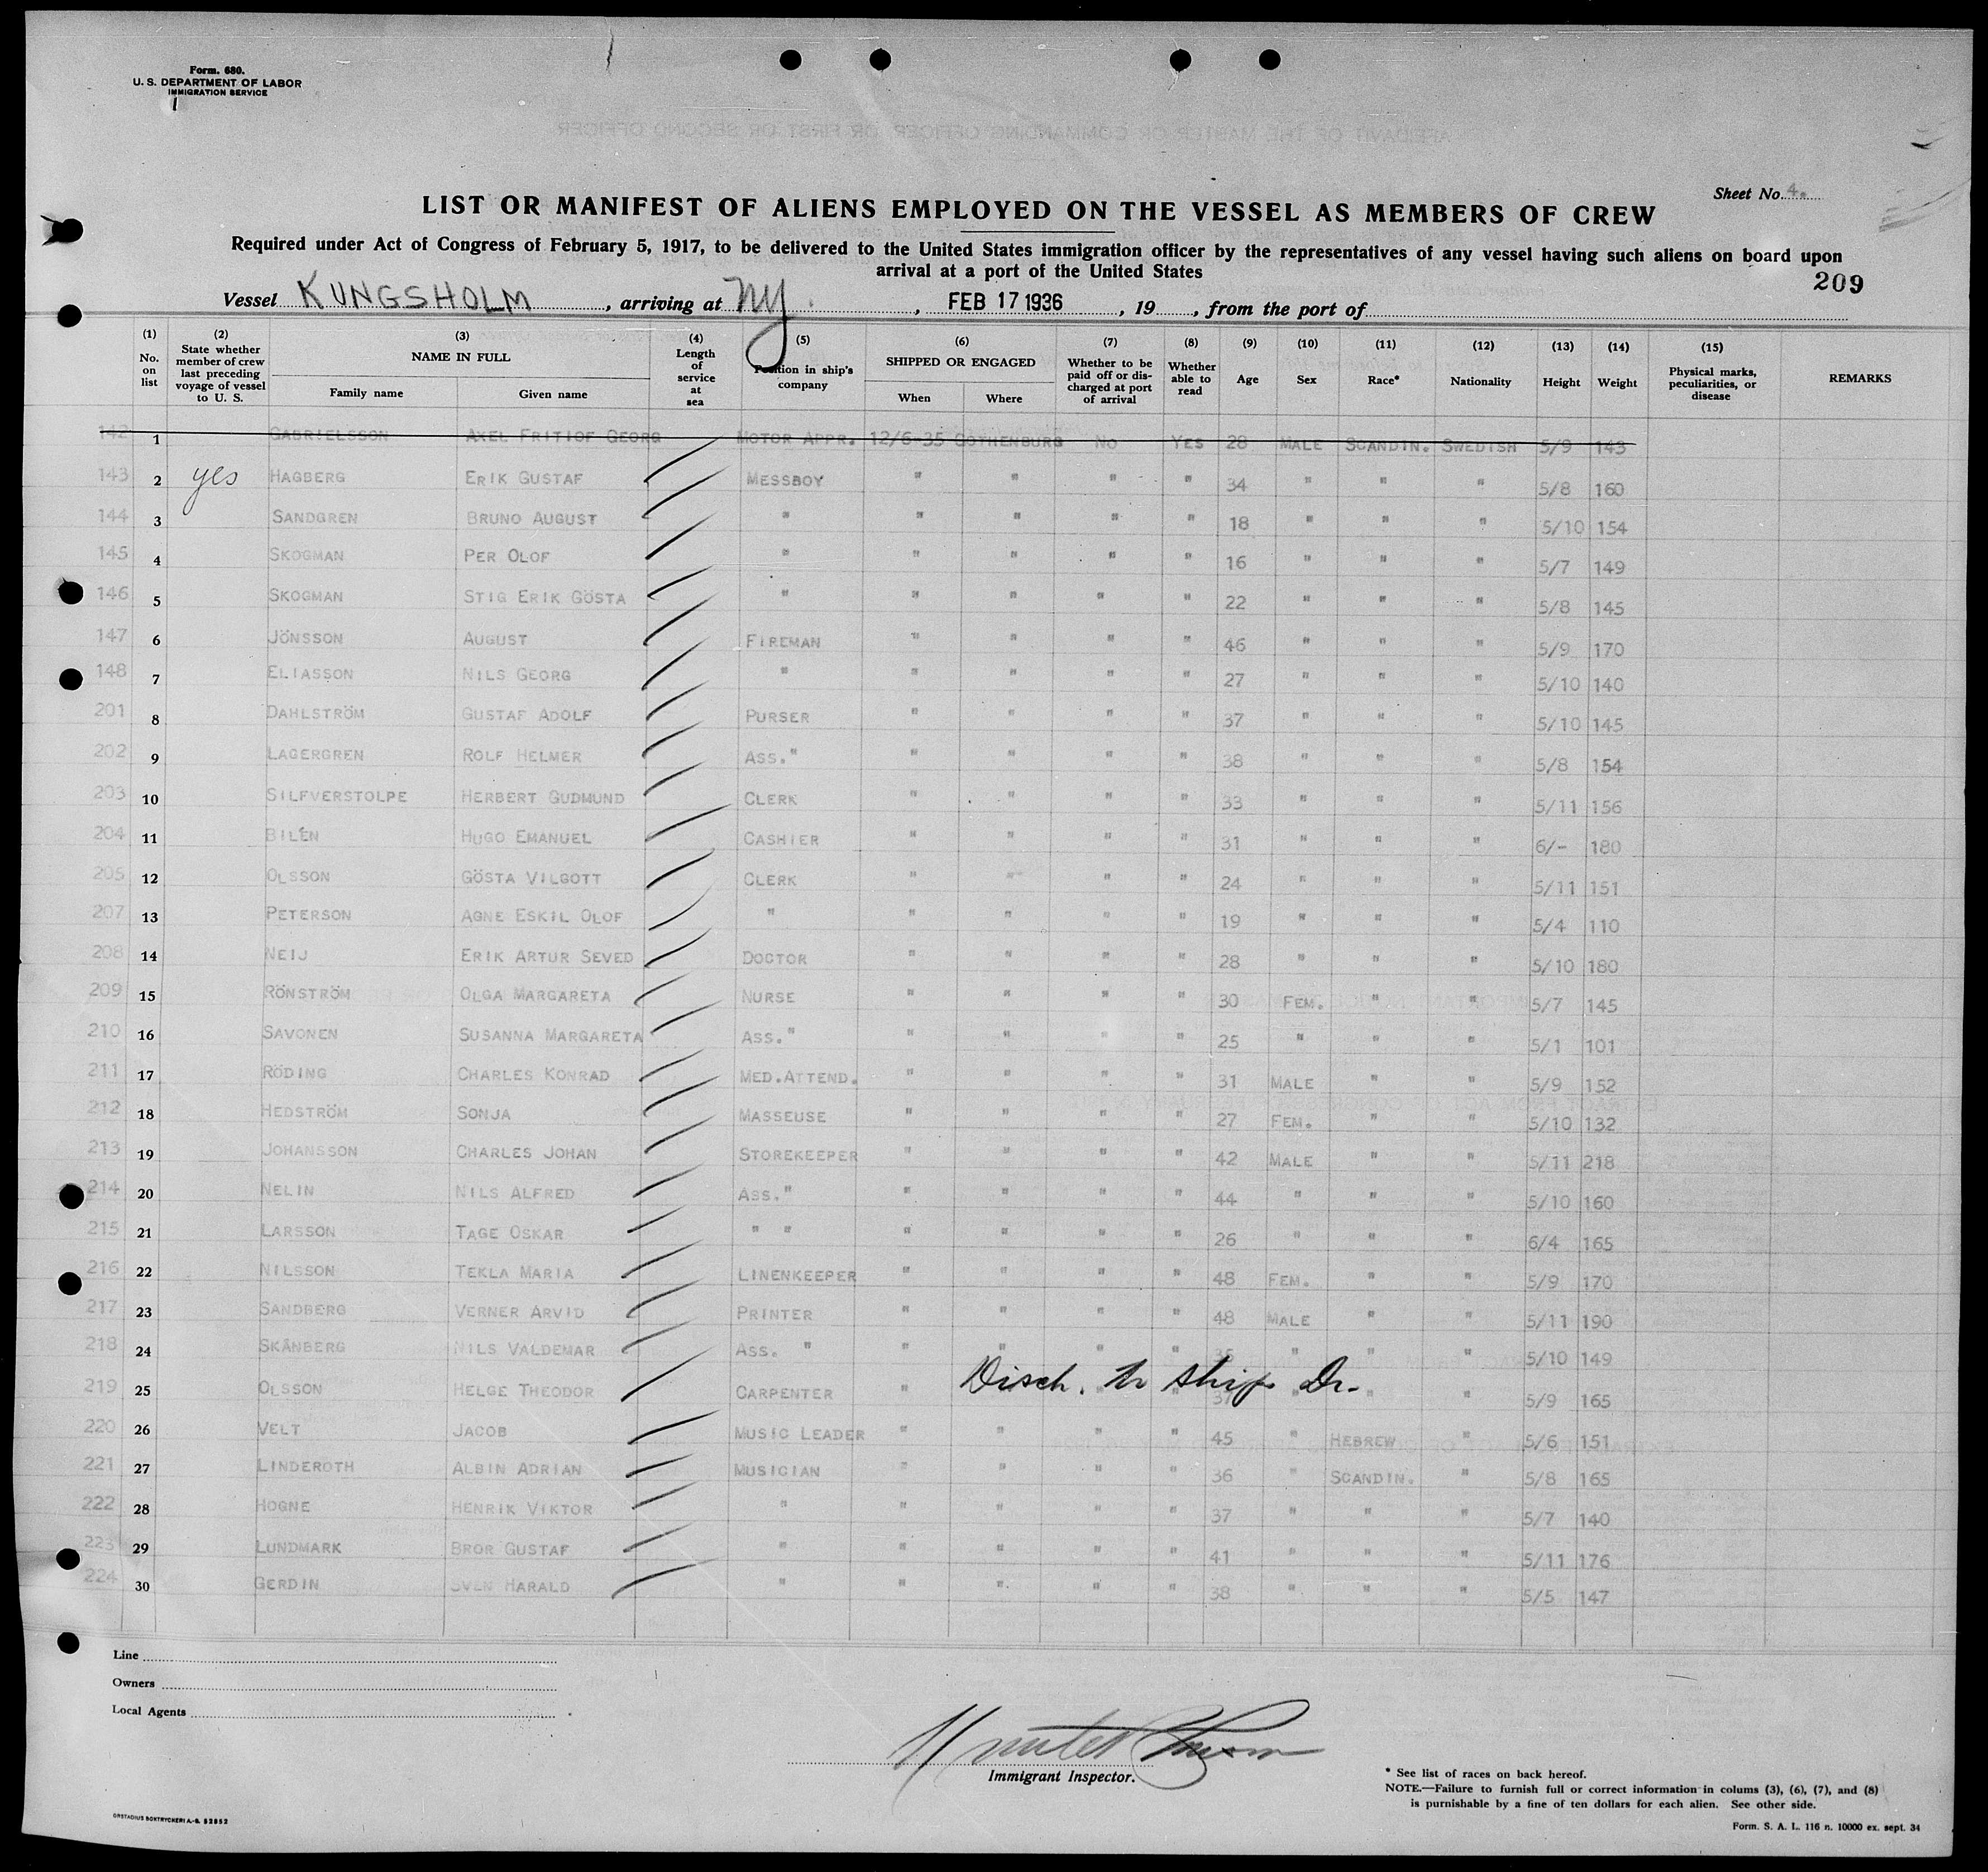 Form. 680.
U. S. DEPARTMENT OF LABOR
IMMIGRATION SERVICE
Sheet No. 4.
LIST OR MANIFEST OF ALIENS EMPLOYED ON THE VESSEL AS MEMBERS OF CREW
Required under Act of Congress of February 5, 1917, to be delivered to the United States immigration officer by the representatives of any vessel having such aliens on board upon
arrival at a port of the United States
209
Vessel KUNGSHOLM, arriving at NY., FEB 17 1936, 19, from the port of
(1) No. on list (2) State whether member of crew last preceding voyage of vessel to U. S. (3) NAME IN FULL Family name Given name (4) Length of service at sea (5) Position in ship's company (6) SHIPPED OR ENGAGED When Where (7) Whether to be paid off or discharged at port of arrival (8) Whether able to read (9) Age (10) Sex (11) Race* (12) Nationality (13) Height (14) Weight (15) Physical marks, peculiarities, or disease REMARKS
142 1 GABRIELSSON AXEL FRITIOF GEORG MOTOR APPR. 12/6-35 GOTHENBURG NO YES 28 MALE SCANDIN. SWEDISH 5/9 143
143 2 yes HAGBERG ERIK GUSTAF MESSBOY " " " " 34 " " " 5/8 160
144 3 SANDGREN BRUNO AUGUST " " " " " 18 " " " 5/10 154
145 4 SKOGMAN PER OLOF " " " " " 16 " " " 5/7 149
146 5 SKOGMAN STIG ERIK GÖSTA " " " " " 22 " " " 5/8 145
147 6 JÖNSSON AUGUST FIREMAN " " " " 46 " " " 5/9 170
148 7 ELIASSON NILS GEORG " " " " " 27 " " " 5/10 140
201 8 DAHLSTRÖM GUSTAF ADOLF PURSER " " " " 37 " " " 5/10 145
202 9 LAGERGREN ROLF HELMER ASS." " " " " 38 " " " 5/8 154
203 10 SILFVERSTOLPE HERBERT GUDMUND CLERK " " " " 33 " " " 5/11 156
204 11 BILÉN HUGO EMANUEL CASHIER " " " " 31 " " " 6/- 180
205 12 OLSSON GÖSTA VILGOTT CLERK " " " " 24 " " " 5/11 151
207 13 PETERSON AGNE ESKIL OLOF " " " " " 19 " " " 5/4 110
208 14 NEIJ ERIK ARTUR SEVED DOCTOR " " " " 28 " " " 5/10 180
209 15 RÖNSTRÖM OLGA MARGARETA NURSE " " " " 30 FEM. " " 5/7 145
210 16 SAVONEN SUSANNA MARGARETA ASS." " " " " 25 " " " 5/1 101
211 17 RÖDING CHARLES KONRAD MED.ATTEND. " " " " 31 MALE " " 5/9 152
212 18 HEDSTRÖM SONJA MASSEUSE " " " " 27 FEM. " " 5/10 132
213 19 JOHANSSON CHARLES JOHAN STOREKEEPER " " " " 42 MALE " " 5/11 218
214 20 NELIN NILS ALFRED ASS." " " " " 44 " " " 5/10 160
215 21 LARSSON TAGE OSKAR " " " " " " 26 " " " 6/4 165
216 22 NILSSON TEKLA MARIA LINENKEEPER " " " " 48 FEM. " " 5/9 170
217 23 SANDBERG VERNER ARVID PRINTER " " " " 48 MALE " " 5/11 190
218 24 SKÅNBERG NILS VALDEMAR ASS. " " " " " 35 " " " 5/10 149
Disch. to ship Dr.
219 25 OLSSON HELGE THEODOR CARPENTER " " " 37 " " " 5/9 165
220 26 VELT JACOB MUSIC LEADER " " " " 45 " HEBREW " 5/6 151
221 27 LINDEROTH ALBIN ADRIAN MUSICIAN " " " " 36 " SCANDIN. " 5/8 165
222 28 HOGNE HENRIK VIKTOR " " " " " 37 " " " 5/7 140
223 29 LUNDMARK BROR GUSTAF " " " " " 41 " " " 5/11 176
224 30 GERDIN SVEN HARALD " " " " " 38 " " " 5/5 147
Line
Owners
Local Agents
Immigrant Inspector.
* See list of races on back hereof.
NOTE.—Failure to furnish full or correct information in colums (3), (6), (7), and (8)
is purnishable by a fine of ten dollars for each alien. See other side.
ORSTADIUS BOKTRYCKERI A.-B. 52852
Form. S. A. L. 116 n. 10000 ex. sept. 34